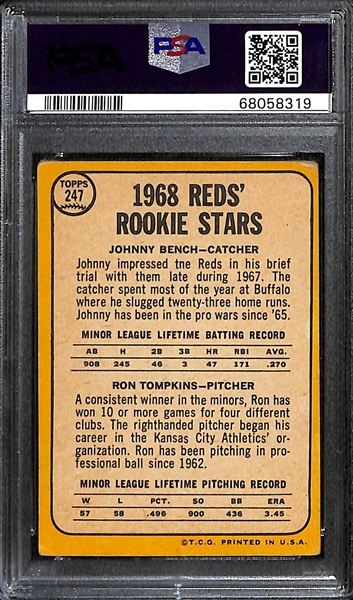 PSA
PSA
68058319
TOPPS
247
1968 REDS'
ROOKIE STARS
JOHNNY BENCH—CATCHER
Johnny impressed tne Reds in his brief
trial with them late during 1967. The
catcher spent most of the year at Buffalo
where he slugged twenty-three home runs.
Johnny has been in the pro wars since '65.
MINOR LEAGUE LIFETIME BATTING RECORD
AB H 2B 3B HR RBI AVG.
908 245 46 3 47 171 .270
RON TOMPKINS—PITCHER
A consistent winner in the minors, Ron has
won 10 or more games for four different
clubs. The righthanded pitcher began his
career in the Kansas City Athletics' or-
ganization. Ron has been pitching in pro-
fessional ball since 1962.
MINOR LEAGUE LIFETIME PITCHING RECORD
W L PCT. SO BB ERA
57 58 .496 900 436 3.45
©T.C.G. PRINTED IN U.S.A.